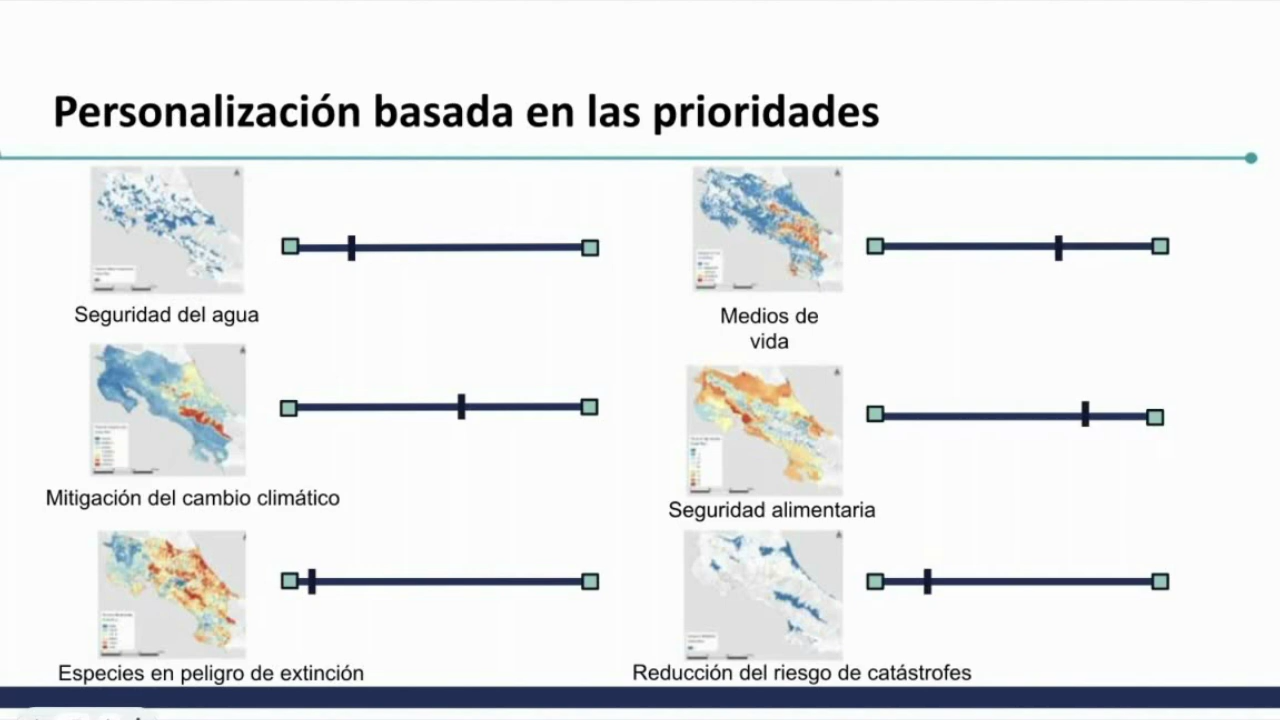 Personalización basada en las prioridades
Seguridad del agua
Medios de
vida
Mitigación del cambio climático
Seguridad alimentaria
Especies en peligro de extinción
Reducción del riesgo de catástrofes